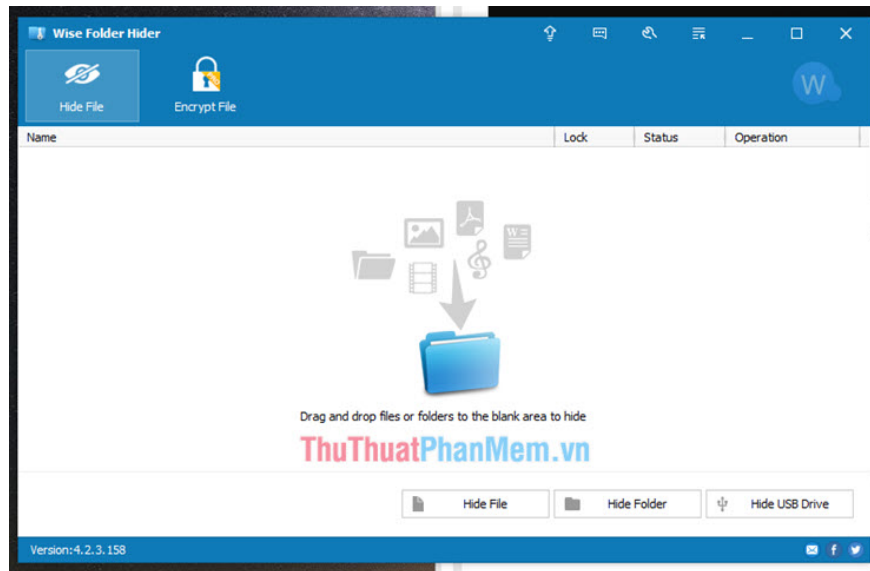 Wise Folder Hider
Hide File
Encrypt File
W
Name Lock Status Operation
W
Drag and drop files or folders to the blank area to hide
ThuThuatPhanMem.vn
Hide File Hide Folder Hide USB Drive
Version:4.2.3.158
f